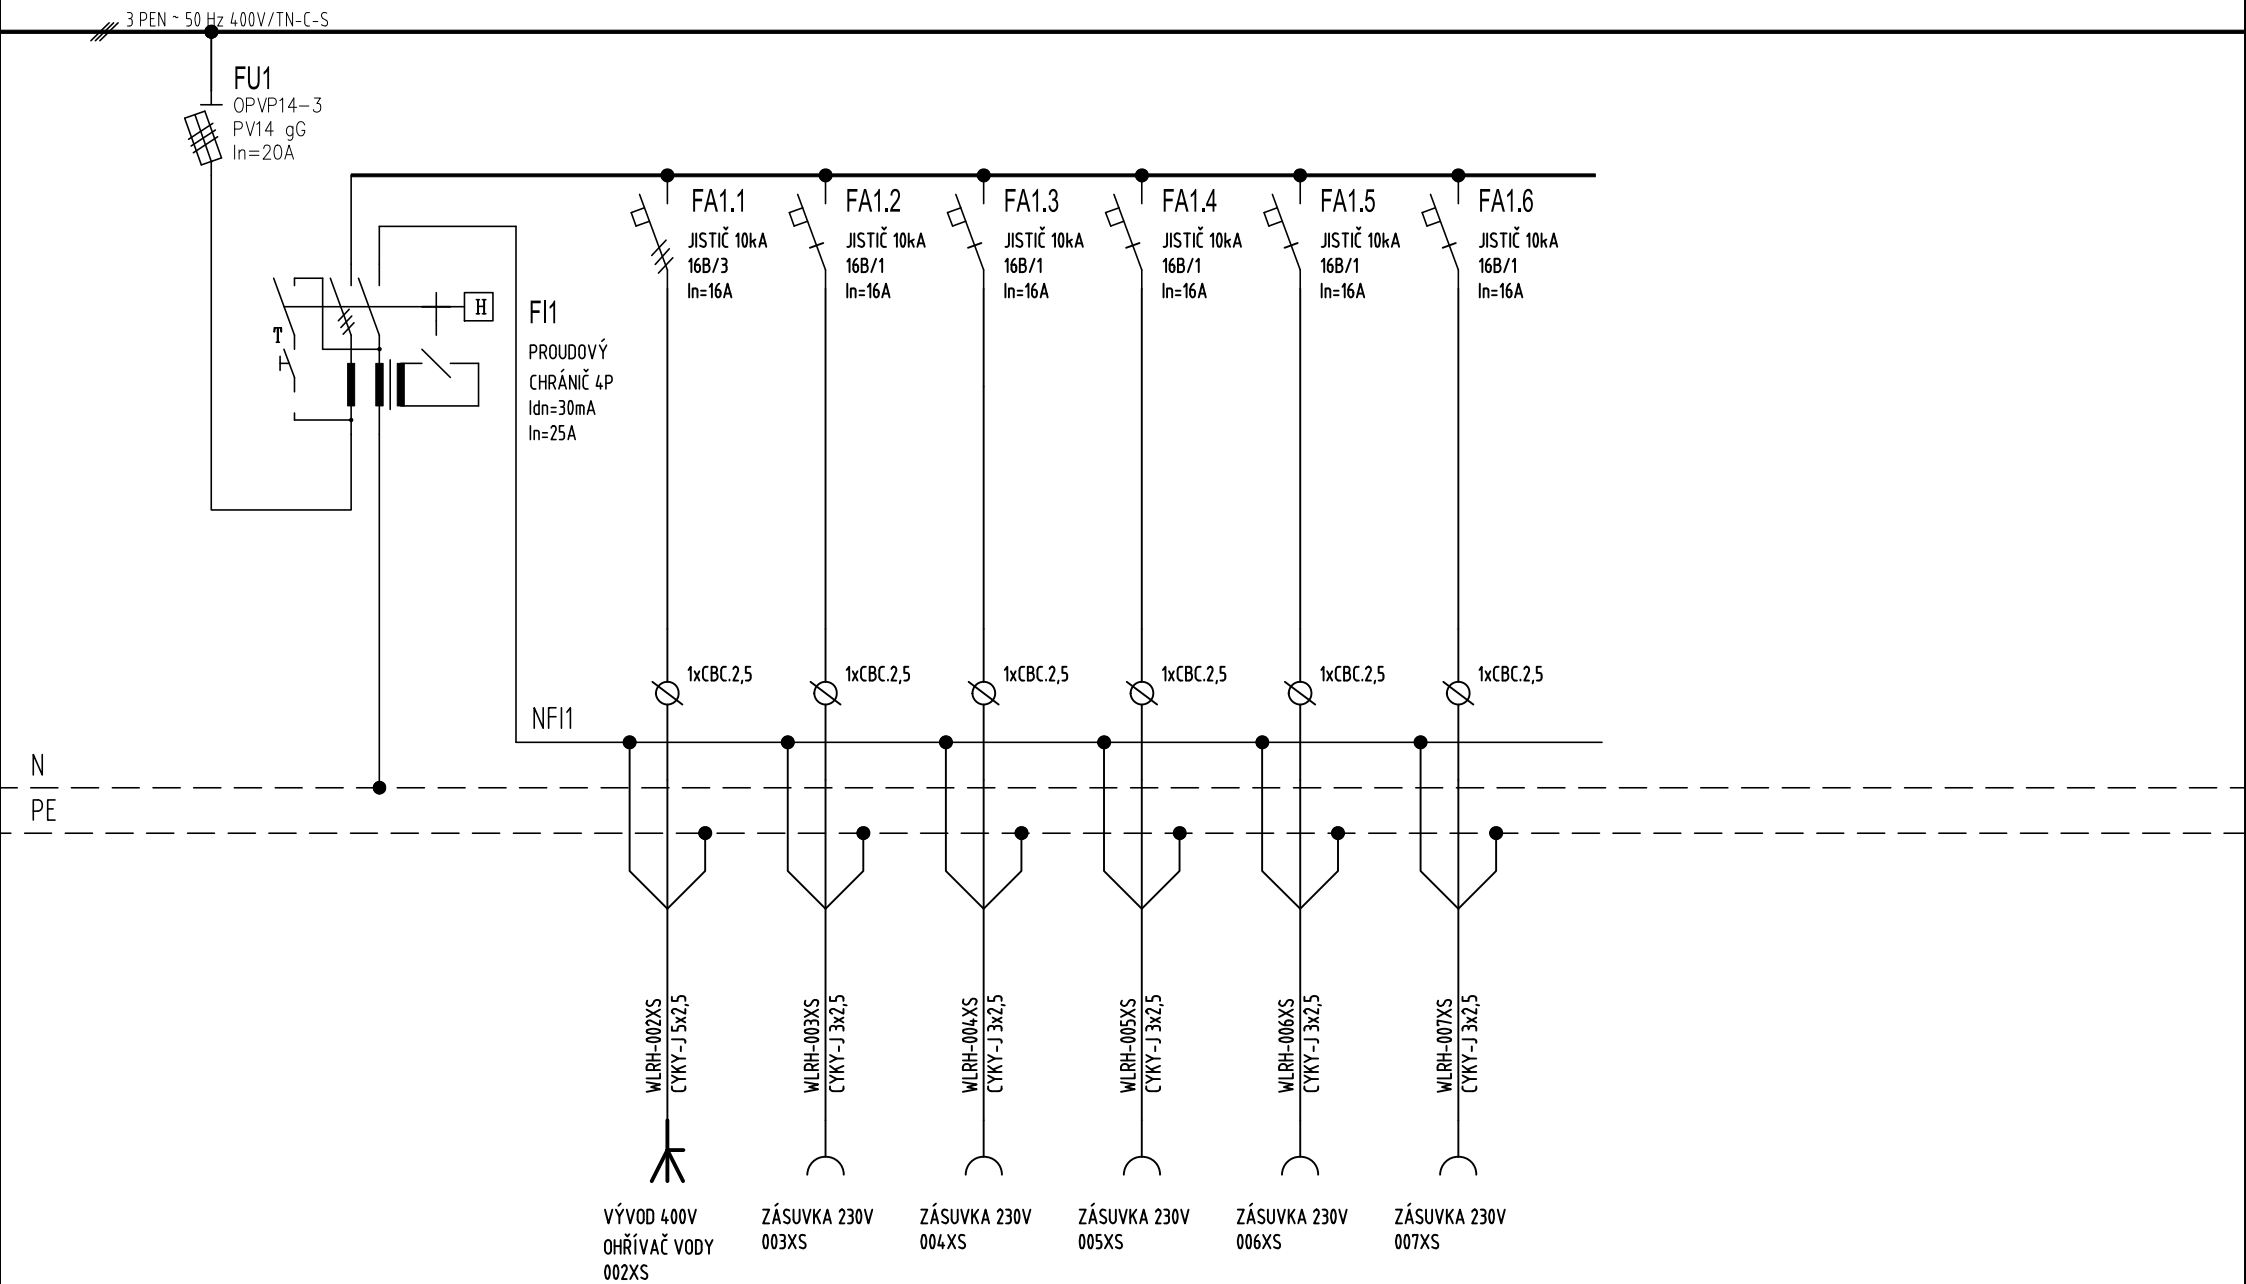 3 PEN ~ 50 Hz 400V/TN-C-S
FU1
OPVP14-3
PV14 gG
In=20A
FA1.1
JISTIČ 10kA
16B/3
In=16A
FA1.2
JISTIČ 10kA
16B/1
In=16A
FA1.3
JISTIČ 10kA
16B/1
In=16A
FA1.4
JISTIČ 10kA
16B/1
In=16A
FA1.5
JISTIČ 10kA
16B/1
In=16A
FA1.6
JISTIČ 10kA
16B/1
In=16A
H
T
FI1
PROUDOVÝ
CHRÁNIČ 4P
Idn=30mA
In=25A
1xCBC.2,5
1xCBC.2,5
1xCBC.2,5
1xCBC.2,5
1xCBC.2,5
1xCBC.2,5
NFI1
N
PE
WLRH-002XS
CYKY-J 5x2,5
WLRH-003XS
CYKY-J 3x2,5
WLRH-004XS
CYKY-J 3x2,5
WLRH-005XS
CYKY-J 3x2,5
WLRH-006XS
CYKY-J 3x2,5
WLRH-007XS
CYKY-J 3x2,5
VÝVOD 400V
OHŘÍVAČ VODY
002XS
ZÁSUVKA 230V
003XS
ZÁSUVKA 230V
004XS
ZÁSUVKA 230V
005XS
ZÁSUVKA 230V
006XS
ZÁSUVKA 230V
007XS